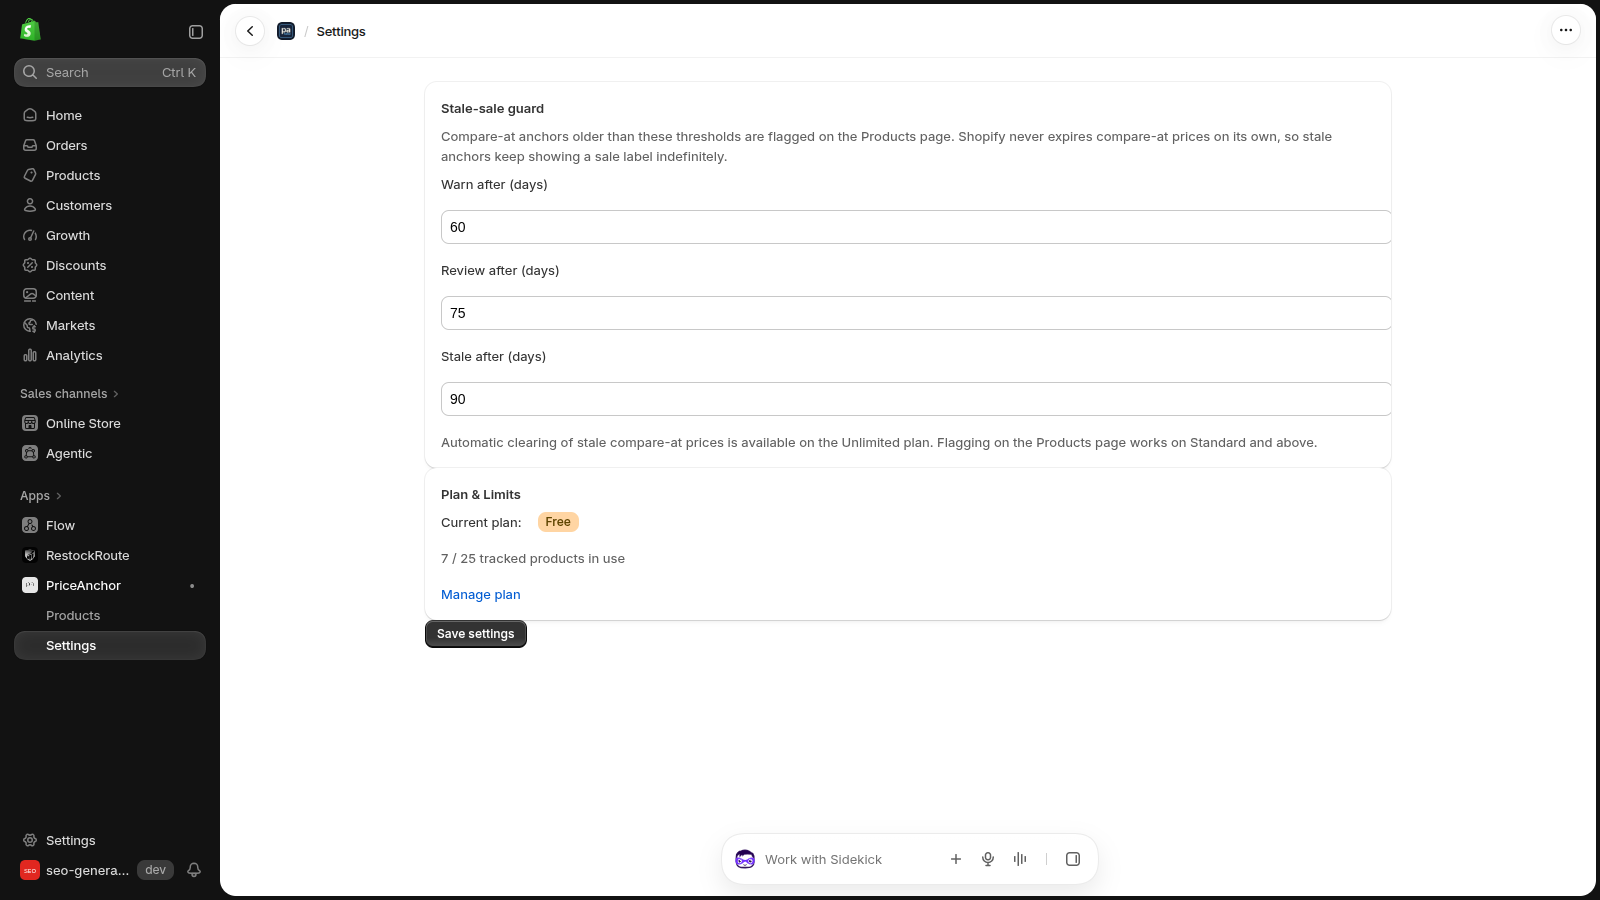 Search
Ctrl K
Home
Orders
Products
Customers
Growth
Discounts
Content
Markets
Analytics
Sales channels
Online Store
Agentic
Apps
Flow
RestockRoute
PriceAnchor
Products
Settings
Settings
SEO
seo-genera...
dev
pa
/
Settings
Stale-sale guard
Compare-at anchors older than these thresholds are flagged on the Products page. Shopify never expires compare-at prices on its own, so stale
anchors keep showing a sale label indefinitely.
Warn after (days)
60
Review after (days)
75
Stale after (days)
90
Automatic clearing of stale compare-at prices is available on the Unlimited plan. Flagging on the Products page works on Standard and above.
Plan & Limits
Current plan: Free
7 / 25 tracked products in use
Manage plan
Save settings
Work with Sidekick